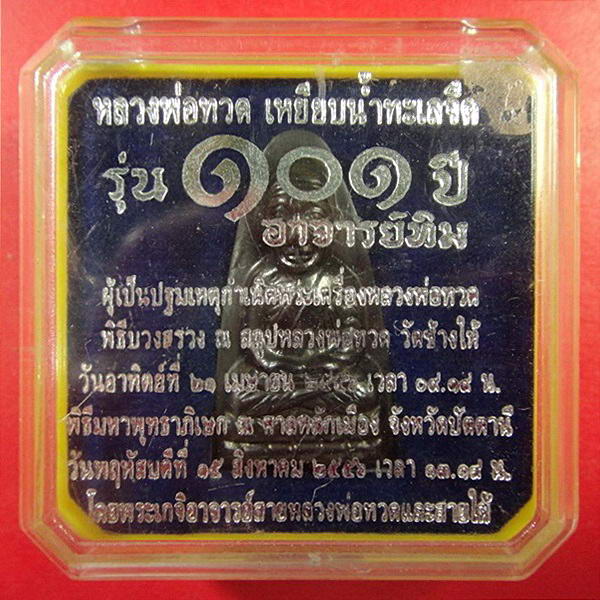 หลวงพ่อทวด เหยียบน้ำทะเลจืด
รุ่น ๑๐๑ ปี
อาจารย์ทิม
ผู้เป็นปฐมเหตุกำเนิดพระเครื่องหลวงพ่อทวด
พิธีบวงสรวง ณ สถูปหลวงพ่อทวด วัดช้างให้
วันอาทิตย์ที่ ๒๑ เมษายน ๒๕๕๖ เวลา ๐๙.๑๙ น.
พิธีมหาพุทธาภิเษก ณ ศาลหลักเมือง จังหวัดปัตตานี
วันพฤหัสบดีที่ ๑๕ สิงหาคม ๒๕๕๖ เวลา ๑๓.๑๙ น.
โดยพระเกจิอาจารย์สายหลวงพ่อทวดและสายใต้